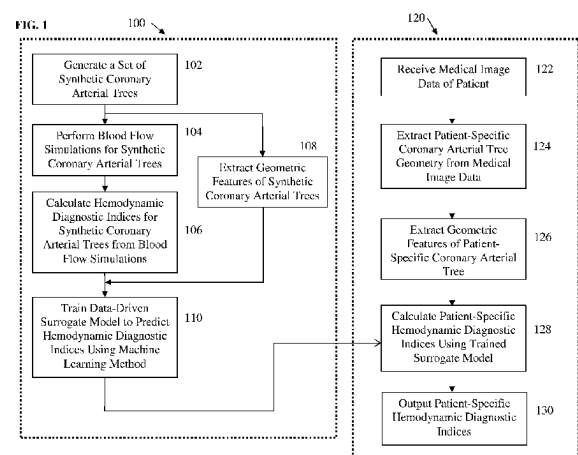 FIG. 1
100
120
Generate a Set of
Synthetic Coronary
Arterial Trees
102
Perform Blood Flow
Simulations for Synthetic
Coronary Arterial Trees
104
108
Extract Geometric
Features of Synthetic
Coronary Arterial Trees
Calculate Hemodynamic
Diagnostic Indices for
Synthetic Coronary
Arterial Trees from Blood
Flow Simulations
106
Train Data-Driven
Surrogate Model to Predict
Hemodynamic Diagnostic
Indices Using Machine
Learning Method
110
Receive Medical Image
Data of Patient
122
Extract Patient-Specific
Coronary Arterial Tree
Geometry from Medical
Image Data
124
Extract Geometric
Features of Patient-
Specific Coronary Arterial
Tree
126
Calculate Patient-Specific
Hemodynamic Diagnostic
Indices Using Trained
Surrogate Model
128
Output Patient-Specific
Hemodynamic Diagnostic
Indices
130